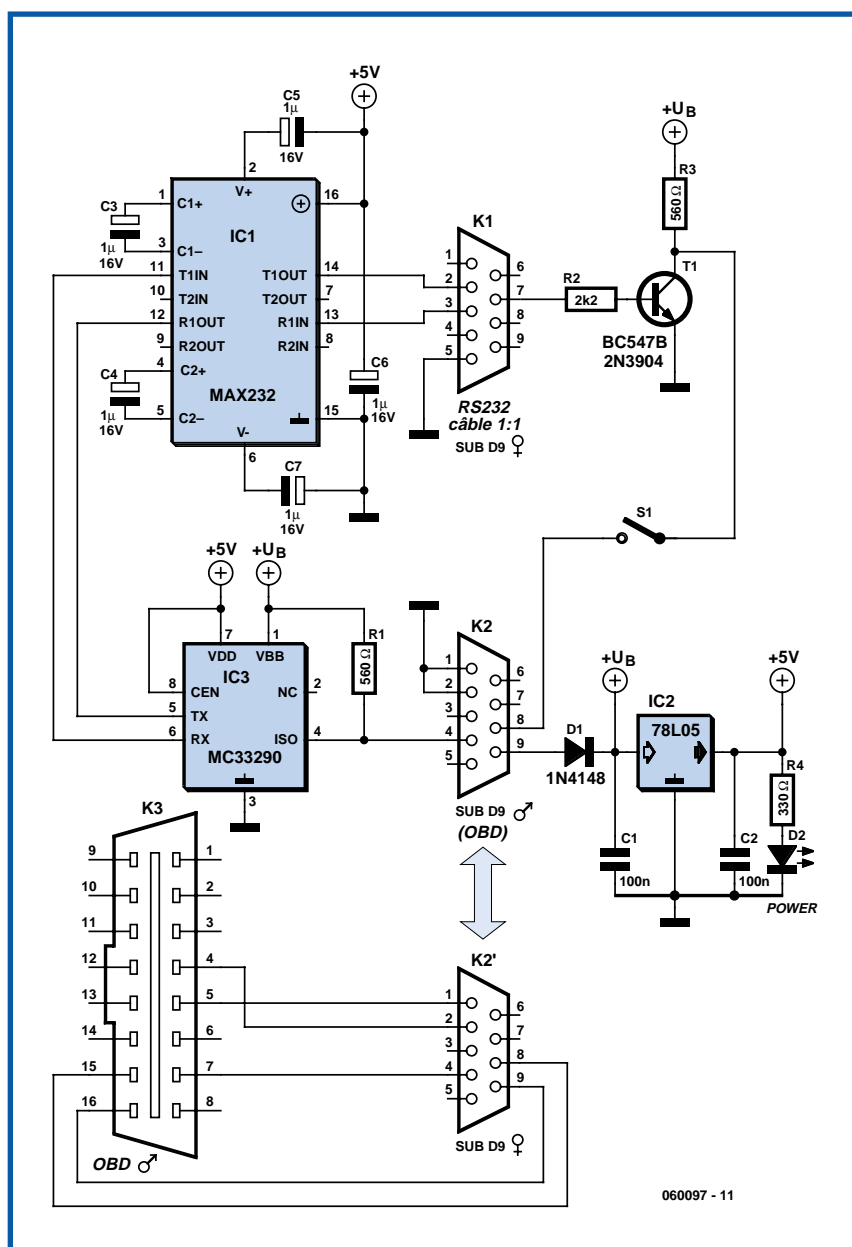 +5V
C5
1µ
16V
2
V+
1
C1+
16
C3
1µ
16V
3
C1–
IC1
11
T1IN
T1OUT
14
10
T2IN
T2OUT
7
12
R1OUT
R1IN
13
9
R2OUT
R2IN
8
4
C2+
C4
1µ
16V
5
C2–
MAX232
15
V-
6
C6
1µ
16V
C7
1µ
16V
K1
1
2
3
4
5
6
7
8
9
RS232
câble 1:1
SUB D9 ♀
R2
2k2
+UB
R3
560 Ω
T1
BC547B
2N3904
S1
+5V
+UB
7
1
VDD
VBB
IC3
8
CEN
NC
2
5
TX
6
RX
ISO
4
MC33290
3
R1
560 Ω
K2
1
2
3
4
5
6
7
8
9
SUB D9 ♂
(OBD)
D1
1N4148
+UB
IC2
78L05
+5V
R4
330Ω
D2
C1
100n
C2
100n
POWER
K3
9
10
11
12
13
14
15
16
1
2
3
4
5
6
7
8
OBD ♂
K2'
1
2
3
4
5
6
7
8
9
SUB D9 ♀
060097 - 11